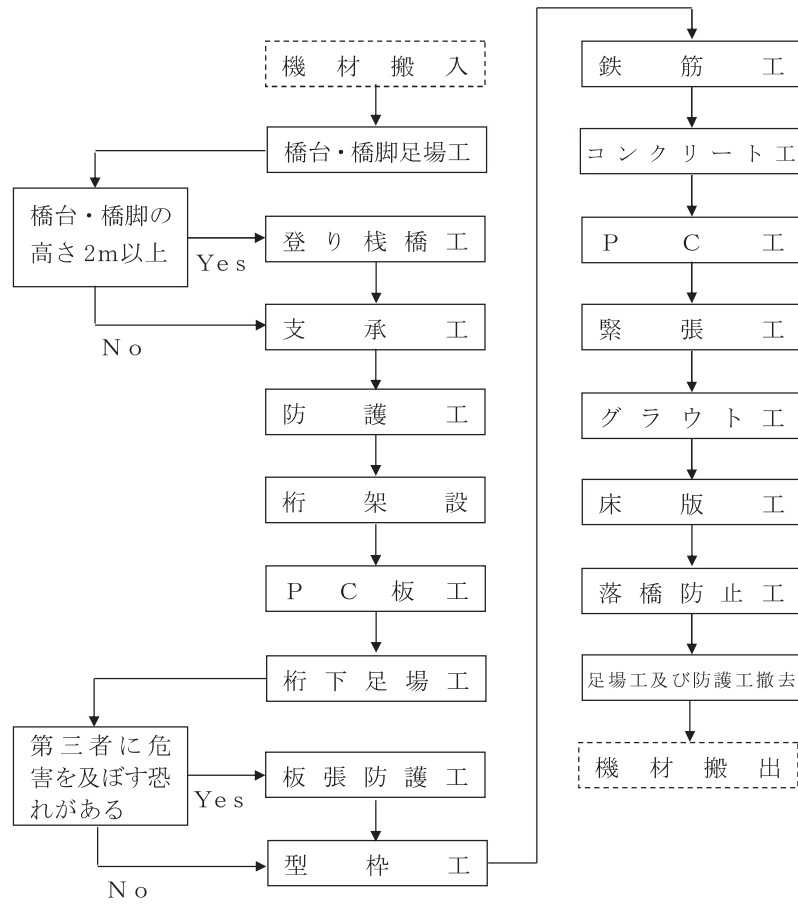 機材搬入
橋台・橋脚足場工
橋台・橋脚の
高さ2m以上
Yes
No
登り桟橋工
支承工
防護工
桁架設
PC板工
桁下足場工
第三者に危
害を及ぼす恐
れがある
Yes
No
板張防護工
型枠工
鉄筋工
コンクリート工
PC工
緊張工
グラウト工
床版工
落橋防止工
足場工及び防護工撤去
機材搬出